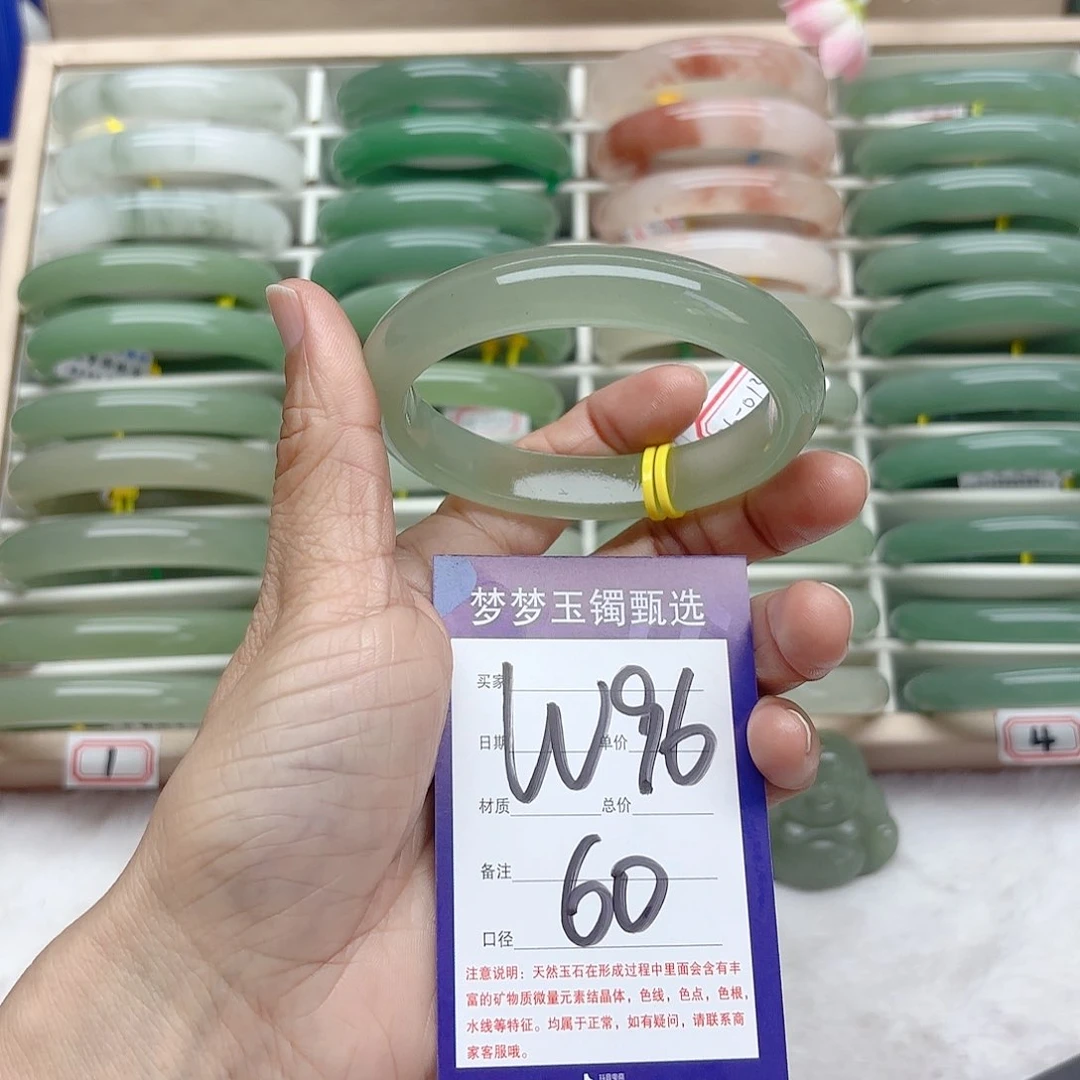 梦梦玉镯甄选
买家
W96
日期 单价
材质 总价
备注
60
口径
注意说明：天然玉石在形成过程中里面会含有丰
富的矿物质微量元素结晶体，色线，色点，色根，
水线等特征。均属于正常，如有疑问，请联系商
家客服哦。
1
4